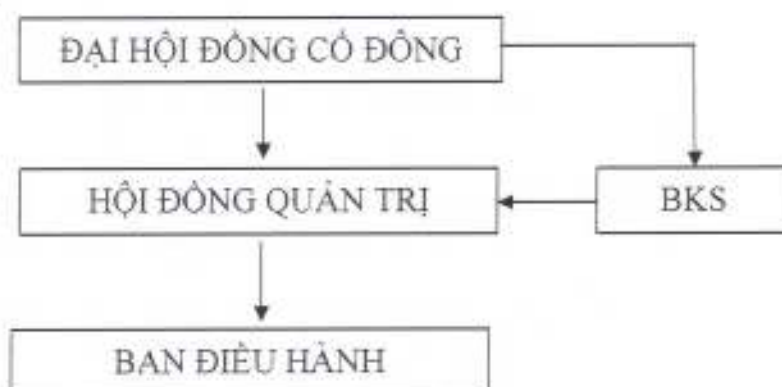 ĐẠI HỘI ĐỒNG CỔ ĐÔNG
HỘI ĐỒNG QUẢN TRỊ
BKS
BAN ĐIỀU HÀNH